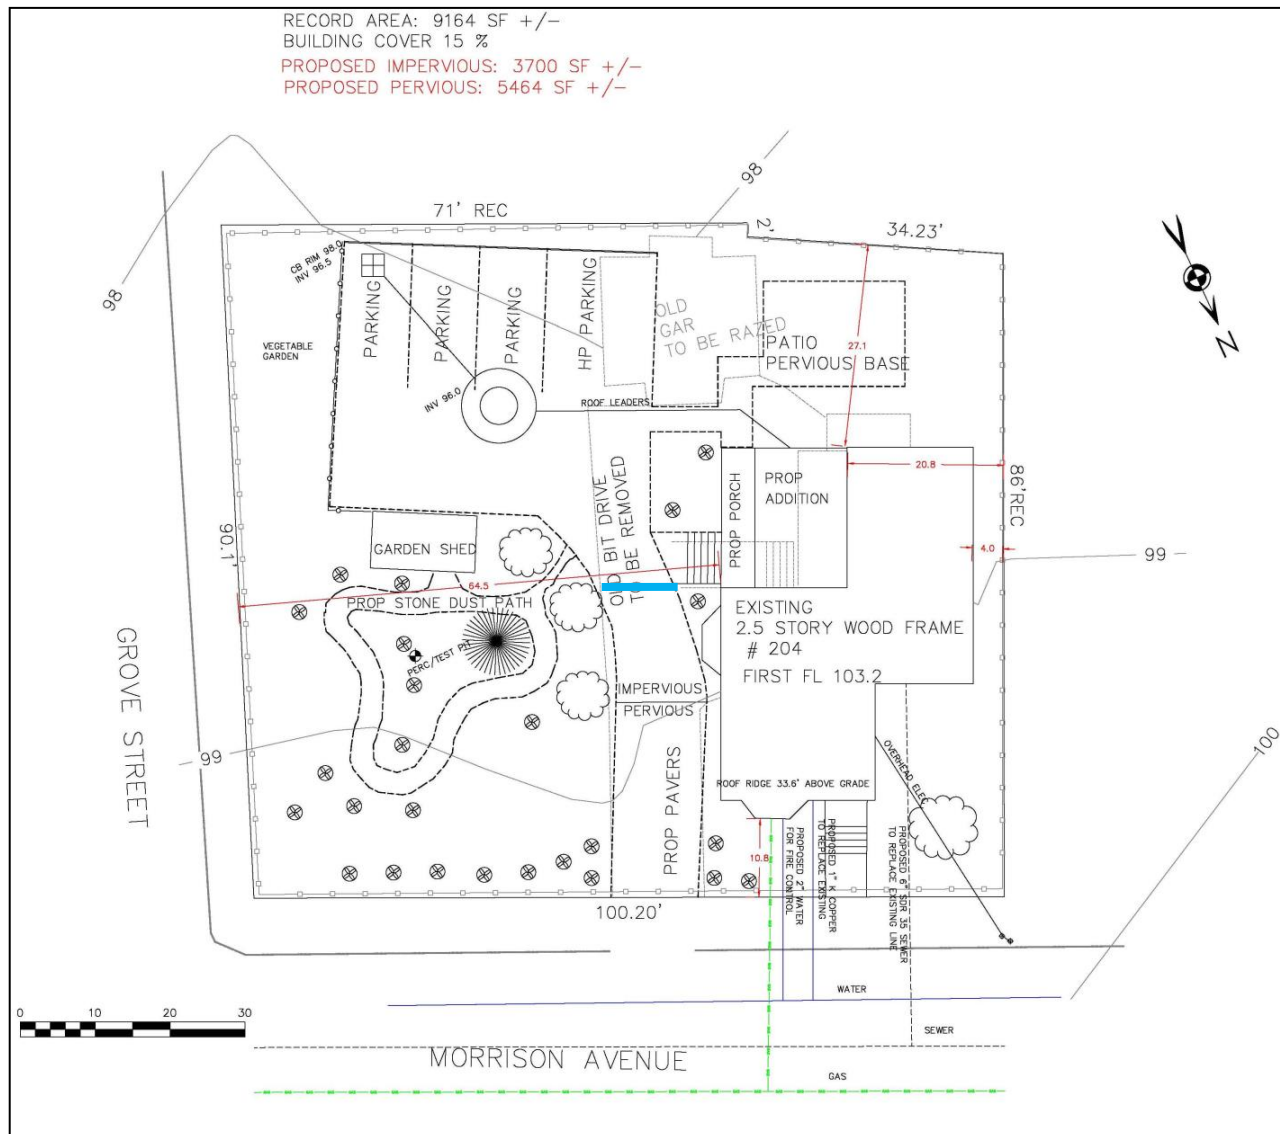 RECORD AREA: 9164 SF +/-
BUILDING COVER 15 %
PROPOSED IMPERVIOUS: 3700 SF +/-
PROPOSED PERVIOUS: 5464 SF +/-
98
71' REC
2'
34.23'
98
CB RIM 98.0
INV 96.5
PARKING
PARKING
PARKING
HP PARKING
OLD
GAR
TO BE RAZED
VEGETABLE
GARDEN
PATIO
PERVIOUS BASE
27.1
N
INV 96.0
ROOF LEADERS
20.8
86'REC
PROP PORCH
PROP
ADDITION
OLD BIT DRIVE
TO BE REMOVED
90.1'
GARDEN SHED
64.5
4.0
99
PROP STONE DUST PATH
EXISTING
2.5 STORY WOOD FRAME
# 204
FIRST FL 103.2
PERC/TEST PIT
IMPERVIOUS
PERVIOUS
GROVE STREET
99
PROP PAVERS
ROOF RIDGE 33.6' ABOVE GRADE
OVERHEAD ELEC
100
10.8
PROPOSED 2" WATER
FOR FIRE CONTROL
PROPOSED 1" K COPPER
TO REPLACE EXISTING
PROPOSED 6" SDR 35 SEWER
TO REPLACE EXISTING LINE
100.20'
WATER
0 10 20 30
SEWER
MORRISON AVENUE
GAS